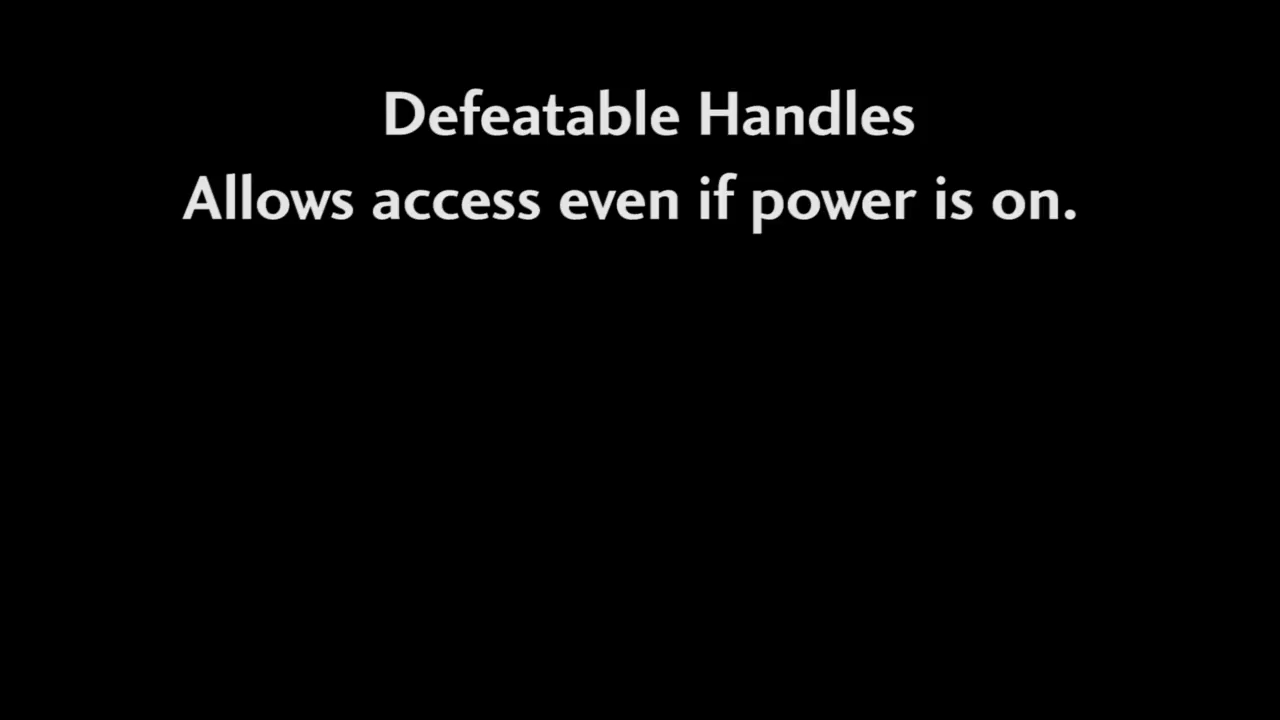 Defeatable Handles
Allows access even if power is on.